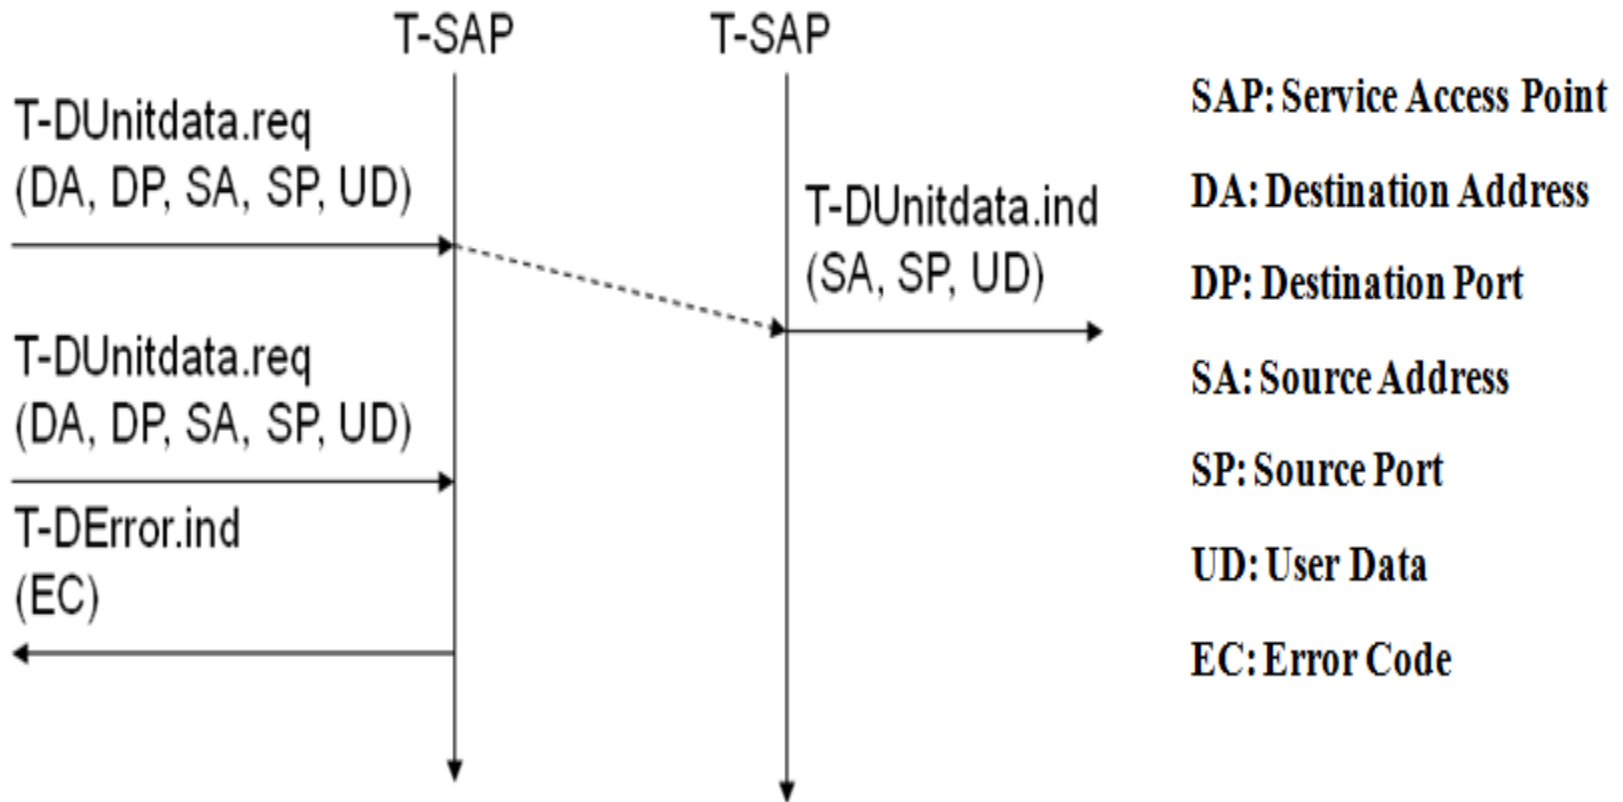 T-SAP
T-SAP
T-DUnitdata.req
(DA, DP, SA, SP, UD)
T-DUnitdata.ind
(SA, SP, UD)
T-DUnitdata.req
(DA, DP, SA, SP, UD)
T-DError.ind
(EC)
SAP: Service Access Point
DA: Destination Address
DP: Destination Port
SA: Source Address
SP: Source Port
UD: User Data
EC: Error Code